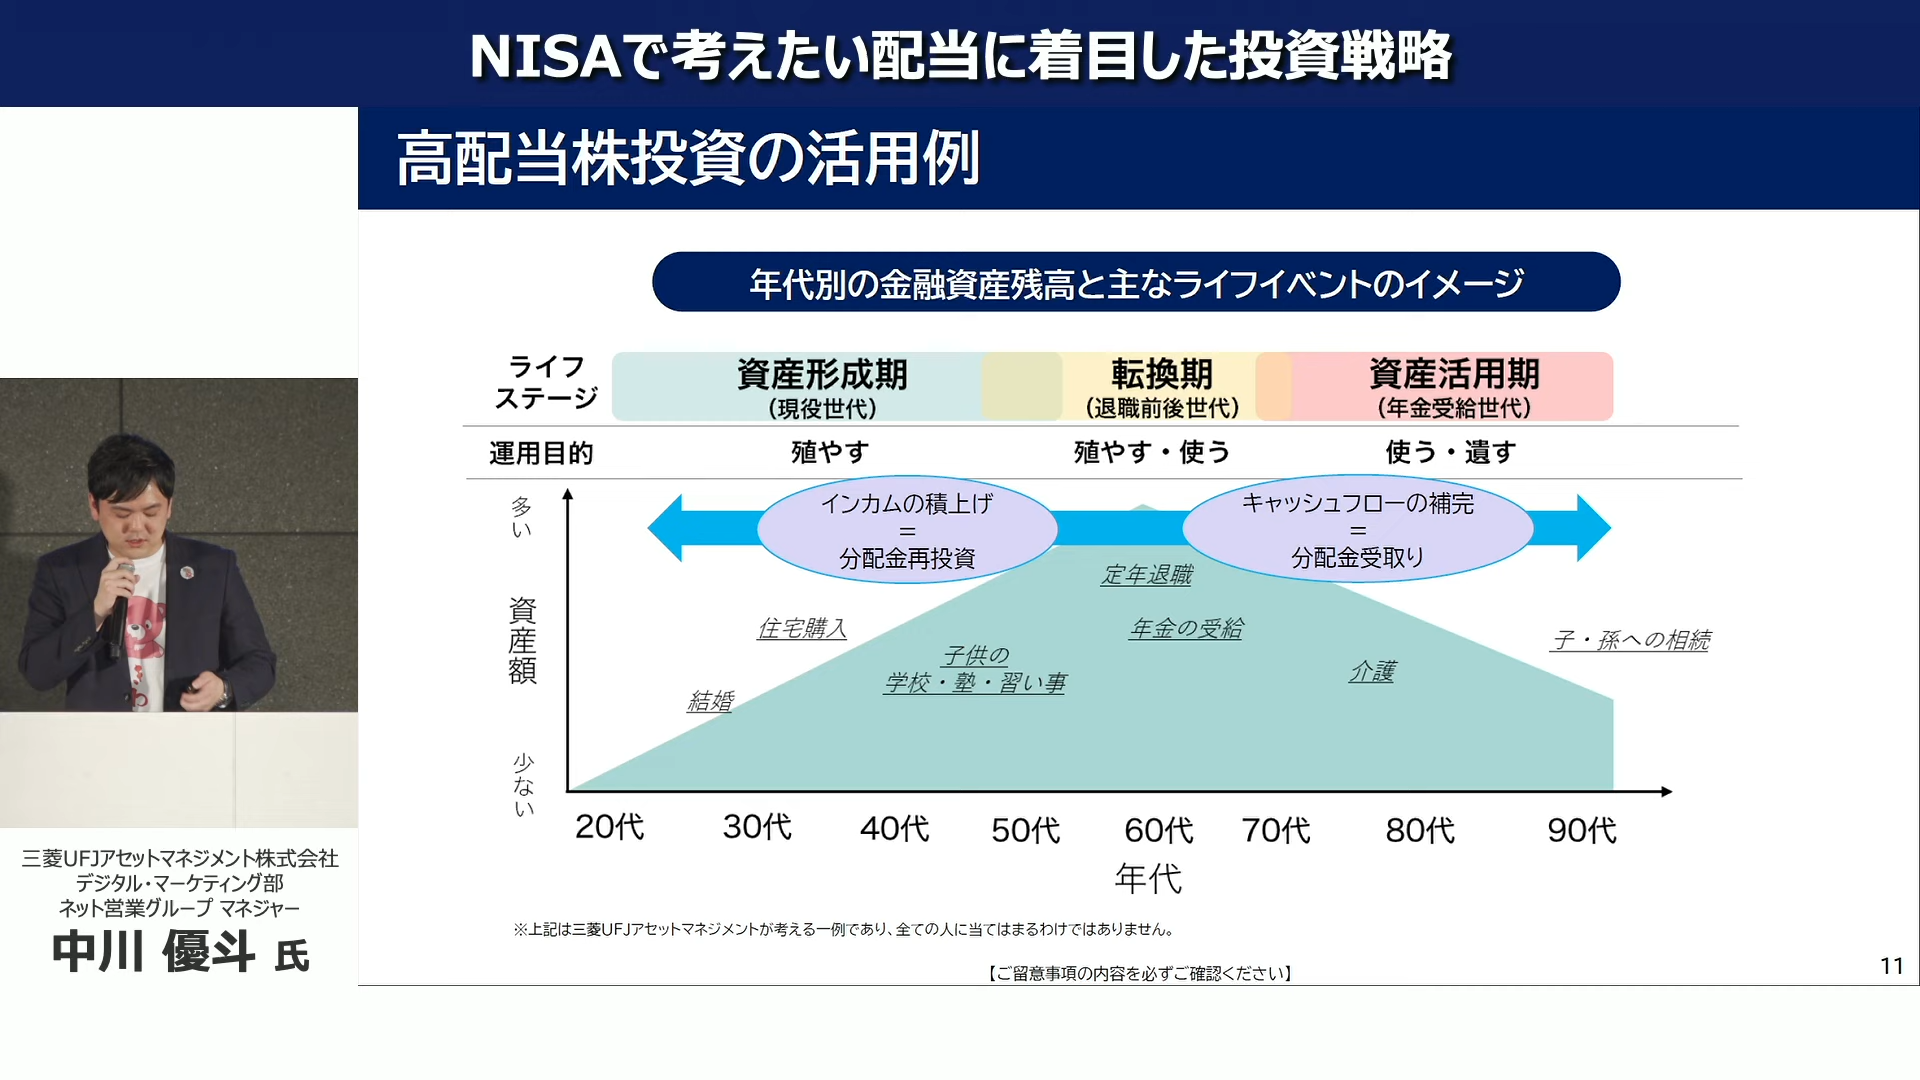 NISAで考えたい配当に着目した投資戦略
高配当株投資の活用例
年代別の金融資産残高と主なライフイベントのイメージ
ライフ
ステージ
資産形成期
（現役世代）
転換期
（退職前後世代）
資産活用期
（年金受給世代）
運用目的
殖やす
殖やす・使う
使う・遺す
多い
資産額
少ない
インカムの積上げ
＝
分配金再投資
キャッシュフローの補完
＝
分配金受取り
定年退職
住宅購入
年金の受給
子・孫への相続
子供の
学校・塾・習い事
介護
結婚
20代
30代
40代
50代
60代
70代
80代
90代
年代
※上記は三菱UFJアセットマネジメントが考える一例であり、全ての人に当てはまるわけではありません。
【ご留意事項の内容を必ずご確認ください】
11
三菱UFJアセットマネジメント株式会社
デジタル・マーケティング部
ネット営業グループ マネジャー
中川 優斗 氏